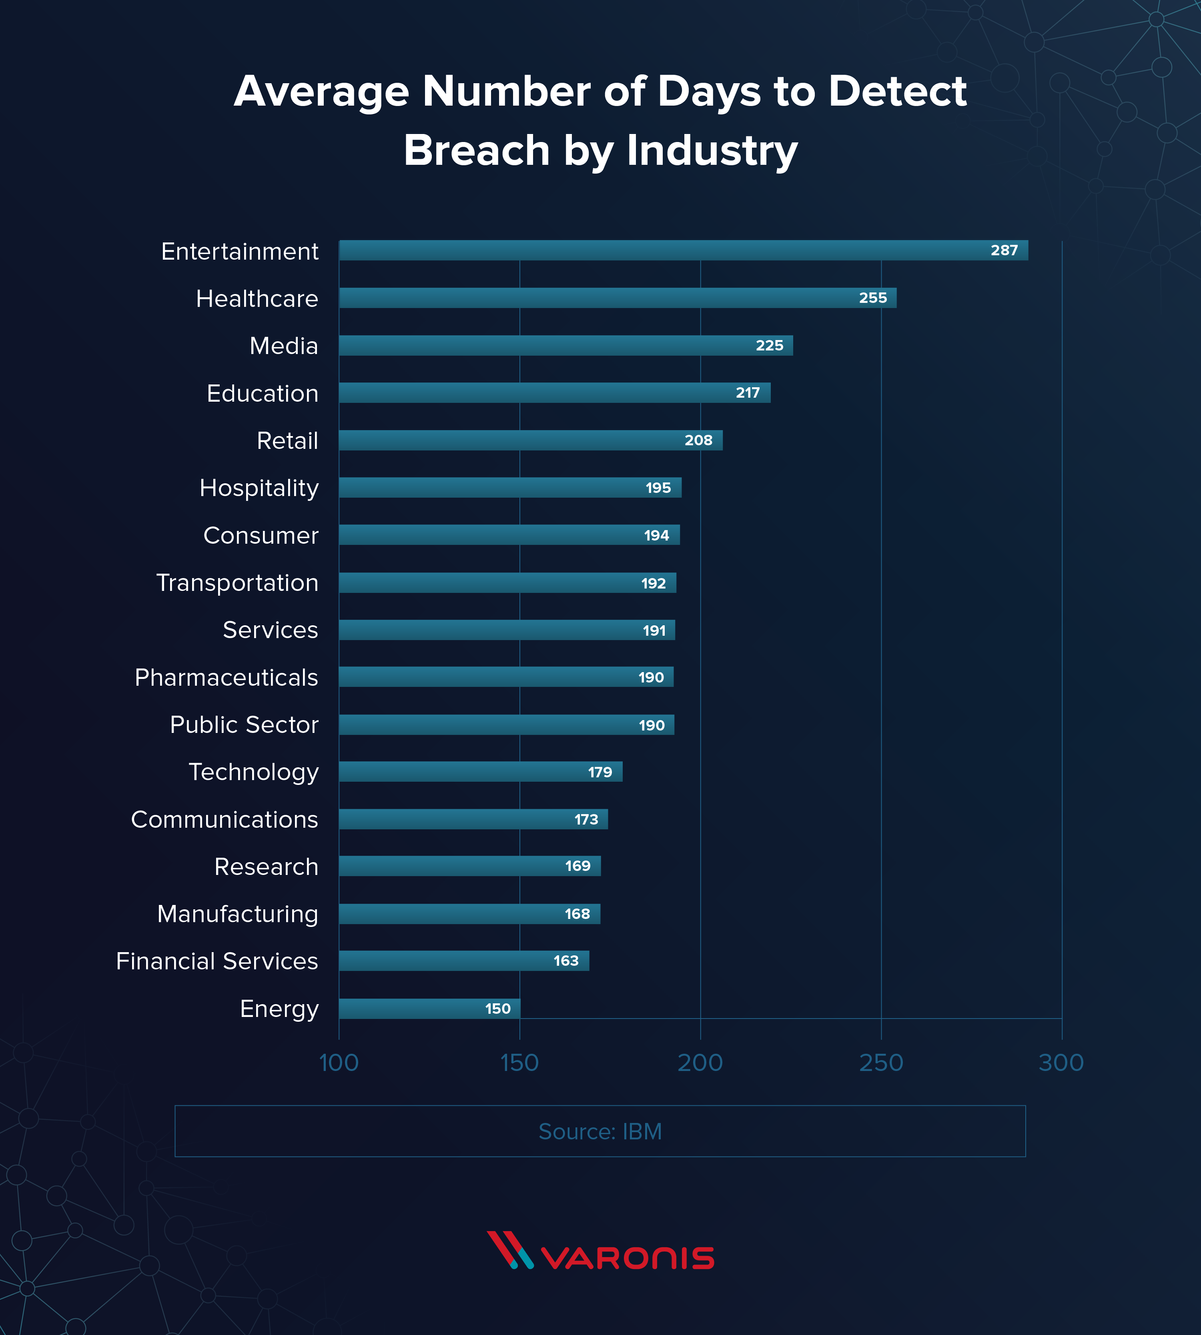 Average Number of Days to Detect
Breach by Industry
Entertainment 287
Healthcare 255
Media 225
Education 217
Retail 208
Hospitality 195
Consumer 194
Transportation 192
Services 191
Pharmaceuticals 190
Public Sector 190
Technology 179
Communications 173
Research 169
Manufacturing 168
Financial Services 163
Energy 150
100 150 200 250 300
Source: IBM
VARONIS